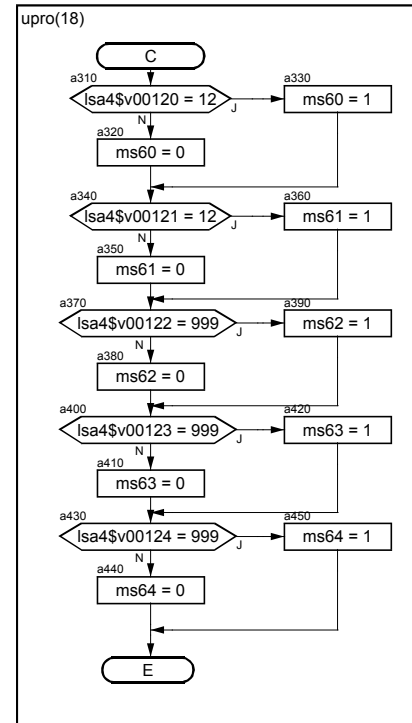 upro(18)
C
a310
lsa4$v00120 = 12
J
N
a330
ms60 = 1
a320
ms60 = 0
a340
lsa4$v00121 = 12
J
N
a360
ms61 = 1
a350
ms61 = 0
a370
lsa4$v00122 = 999
J
N
a390
ms62 = 1
a380
ms62 = 0
a400
lsa4$v00123 = 999
J
N
a420
ms63 = 1
a410
ms63 = 0
a430
lsa4$v00124 = 999
J
N
a450
ms64 = 1
a440
ms64 = 0
E